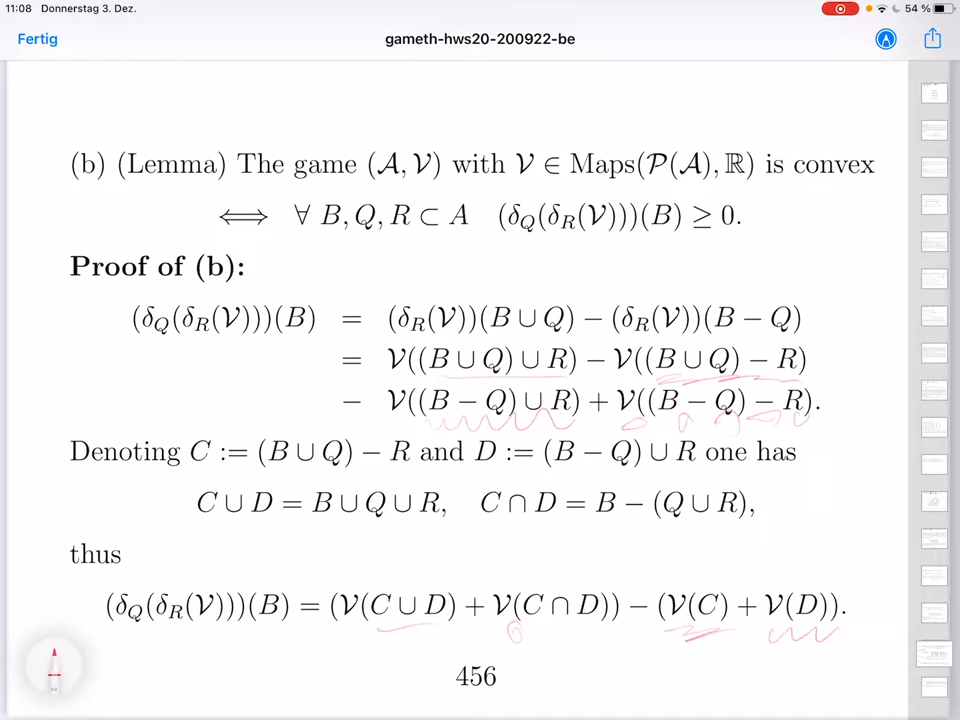 11:08 Donnerstag 3. Dez. 54 %
Fertig gameth-hws20-200922-be
(b) (Lemma) The game (𝒜, 𝒱) with 𝒱 ∈ Maps(𝒫(𝒜), ℝ) is convex
⟺ ∀ B, Q, R ⊂ A (δ_Q(δ_R(𝒱)))(B) ≥ 0.
Proof of (b):
(δ_Q(δ_R(𝒱)))(B) = (δ_R(𝒱))(B ∪ Q) − (δ_R(𝒱))(B − Q)
= 𝒱((B ∪ Q) ∪ R) − 𝒱((B ∪ Q) − R)
− 𝒱((B − Q) ∪ R) + 𝒱((B − Q) − R).
Denoting C := (B ∪ Q) − R and D := (B − Q) ∪ R one has
C ∪ D = B ∪ Q ∪ R, C ∩ D = B − (Q ∪ R),
thus
(δ_Q(δ_R(𝒱)))(B) = (𝒱(C ∪ D) + 𝒱(C ∩ D)) − (𝒱(C) + 𝒱(D)).
456